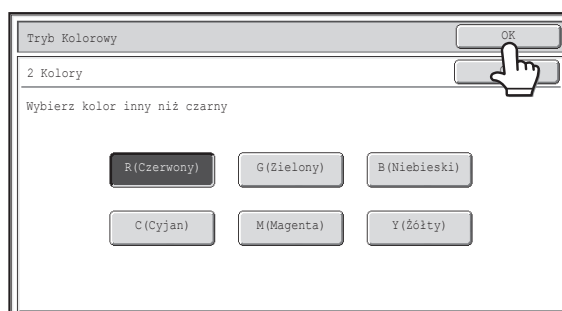 Tryb Kolorowy
OK
2 Kolory
Wybierz kolor inny niż czarny
R(Czerwony) G(Zielony) B(Niebieski)
C(Cyjan) M(Magenta) Y(Żółty)